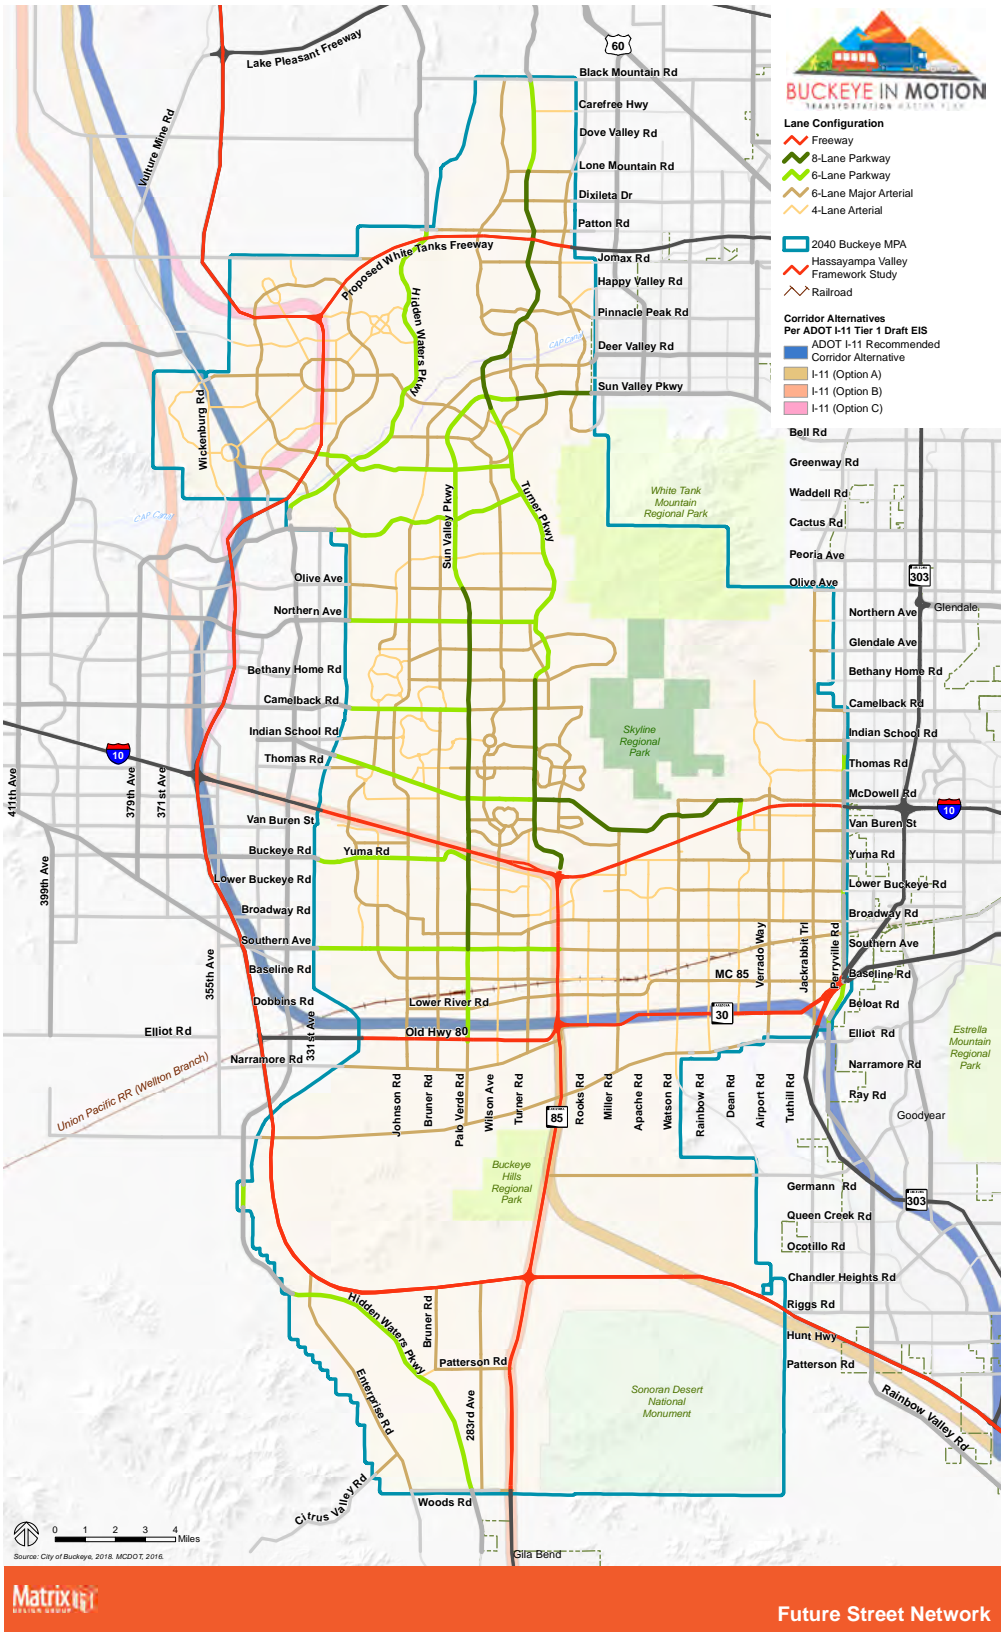 Lake Pleasant Freeway
60
Vulture Mine Rd
Black Mountain Rd
Carefree Hwy
Dove Valley Rd
Lone Mountain Rd
Dixileta Dr
Patton Rd
Jomax Rd
Happy Valley Rd
Pinnacle Peak Rd
Deer Valley Rd
Sun Valley Pkwy
BUCKEYE IN MOTION
TRANSPORTATION MASTER PLAN
Lane Configuration
Freeway
8-Lane Parkway
6-Lane Parkway
6-Lane Major Arterial
4-Lane Arterial
2040 Buckeye MPA
Hassayampa Valley
Framework Study
Railroad
Corridor Alternatives
Per ADOT I-11 Tier 1 Draft EIS
ADOT I-11 Recommended
Corridor Alternative
I-11 (Option A)
I-11 (Option B)
I-11 (Option C)
Proposed White Tanks Freeway
Hidden Waters Pkwy
CAP Canal
Wickenburg Rd
CAP Canal
Sun Valley Pkwy
Turner Pkwy
White Tank
Mountain
Regional Park
Bell Rd
Greenway Rd
Waddell Rd
Cactus Rd
Peoria Ave
Olive Ave
303
Glendale
Northern Ave
Glendale Ave
Bethany Home Rd
Camelback Rd
Indian School Rd
Thomas Rd
McDowell Rd
10
Van Buren St
Yuma Rd
Lower Buckeye Rd
Broadway Rd
Southern Ave
Baseline Rd
Beloat Rd
Elliot Rd
Narramore Rd
Ray Rd
Goodyear
Estrella
Mountain
Regional
Park
Olive Ave
Northern Ave
Bethany Home Rd
Camelback Rd
Indian School Rd
Thomas Rd
10
411th Ave
379th Ave
371st Ave
Skyline
Regional
Park
Van Buren St
Buckeye Rd
Yuma Rd
Lower Buckeye Rd
399th Ave
Broadway Rd
Southern Ave
355th Ave
Baseline Rd
Dobbins Rd
Elliot Rd
331st Ave
Narramore Rd
Lower River Rd
Old Hwy 80
MC 85
30
Verrado Way
Jackrabbit Trl
Perryville Rd
Union Pacific RR (Wellton Branch)
Johnson Rd
Bruner Rd
Palo Verde Rd
Wilson Ave
Turner Rd
85
Rooks Rd
Miller Rd
Apache Rd
Watson Rd
Rainbow Rd
Dean Rd
Airport Rd
Tuthill Rd
Buckeye
Hills
Regional
Park
Germann Rd
303
Queen Creek Rd
Ocotillo Rd
Chandler Heights Rd
Riggs Rd
Hunt Hwy
Patterson Rd
Rainbow Valley Rd
Hidden Waters Pkwy
Bruner Rd
Patterson Rd
Enterprise Rd
283rd Ave
Sonoran Desert
National
Monument
Citrus Valley Rd
Woods Rd
Gila Bend
0 1 2 3 4
Miles
Source: City of Buckeye, 2018. MCDOT, 2016.
Matrix
DESIGN GROUP
Future Street Network